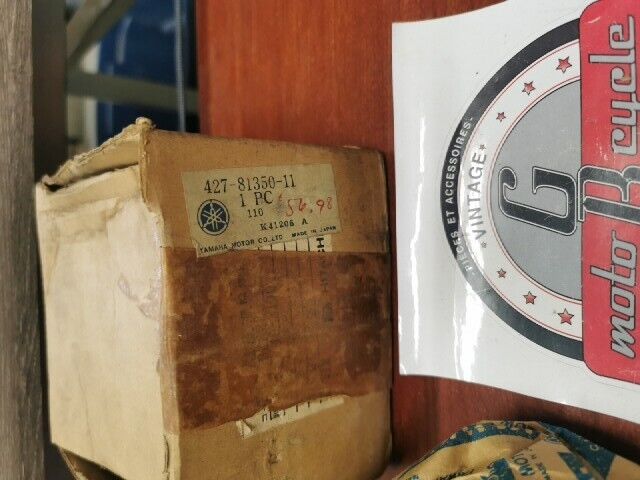 427-81350-11
1 PC
110
56.98
K41206 A
YAMAHA MOTOR CO.,LTD. MADE IN JAPAN
PIECES ET ACCESSOIRES
VINTAGE
G
B
moto cycle